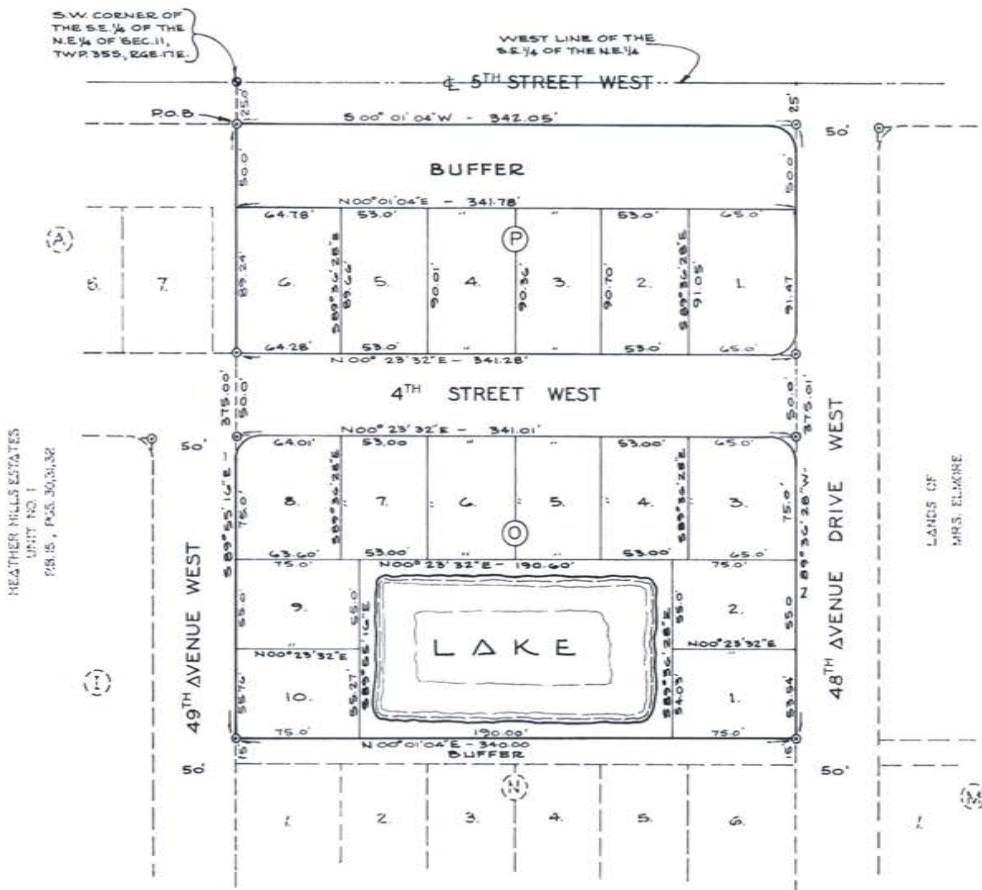 S.W. CORNER OF
THE S.E.¼ OF THE
N.E.¼ OF SEC.11,
TWP.35S., RGE.17E.
WEST LINE OF THE
S.E.¼ OF THE N.E.¼
℄ 5TH STREET WEST
25.0'
25'
P.O.B.
S 00° 01' 04" W - 342.05'
50'
50.0'
BUFFER
50.0'
N00°01'04"E - 341.78'
64.78'
53.0'
"
"
53.0'
65.0'
P
89.24'
6.
S 89°36'28"E
89.66'
5.
90.01'
4.
90.36'
3.
90.70'
2.
S 89°36'28"E
91.05'
1.
91.47
7.
64.28'
53.0'
"
"
53.0'
65.0'
N 00° 23' 32"E - 341.28'
375.00'
50.0'
4TH STREET WEST
50.0'
375.01'
N00° 23' 32"E - 341.01'
50'
64.01'
53.00
"
"
53.00'
65.0'
S 89° 55' 16" E -
75.0'
8.
S 89°36'28"E
7.
"
6.
"
5.
"
4.
S 89°36'28"E
3.
75.0'
N 89° 36' 28" W-
O
63.60'
53.00'
"
"
53.00'
65.0'
75.0'
N00°23'32"E - 190.60'
75.0'
HEATHER HILLS ESTATES
UNIT NO. 1
P.B.15, PGS. 30,31,32
49TH AVENUE WEST
55.0'
9.
55.0'
S 89° 55' 16" E
LAKE
S 89° 36' 28" E
55.0'
2.
55.0
48TH AVENUE DRIVE WEST
LANDS OF
MRS. ELMORE
"
N00°23'32"E
N00°23'32"E
"
55.76'
10.
55.27'
54.03'
1.
53.54'
75.0'
190.00'
75.0'
N 00°01'04"E - 340.00
BUFFER
15'
15'
50'
50'
1.
2.
3.
4.
5.
6.